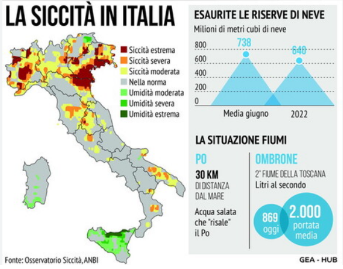 LA SICCITÀ IN ITALIA
Siccità estrema
Siccità severa
Siccità moderata
Nella norma
Umidità moderata
Umidità severa
Umidità estrema
Fonte: Osservatorio Siccità, ANBI
ESAURITE LE RISERVE DI NEVE
Milioni di metri cubi di neve
800
600
400
200
0
738
640
Media giugno
2022
LA SITUAZIONE FIUMI
PO
30 KM
DI DISTANZA
DAL MARE
Acqua salata
che "risale"
il Po
OMBRONE
2° FIUME DELLA TOSCANA
Litri al secondo
869
oggi
2.000
portata
media
GEA - HUB